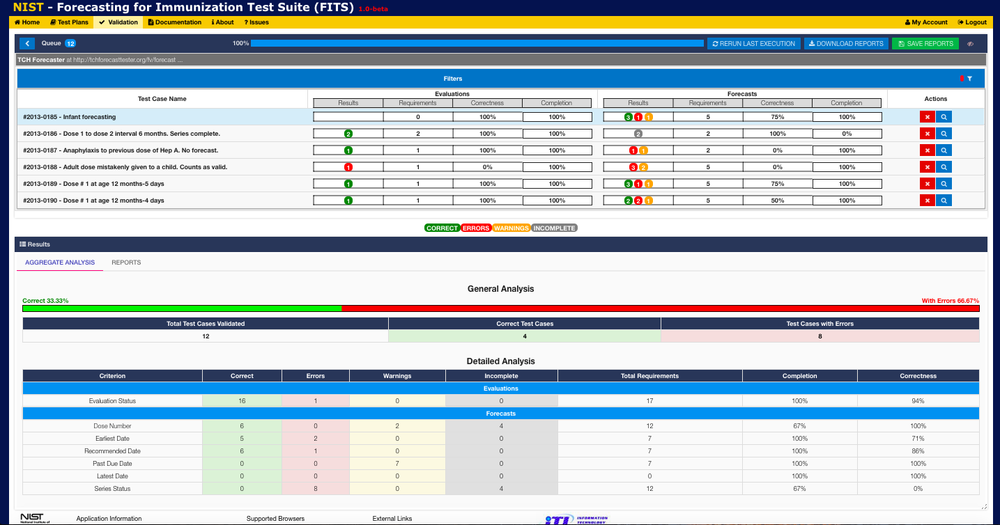 NIST - Forecasting for Immunization Test Suite (FITS) 1.0-beta
Home Test Plans Validation Documentation About Issues My Account Logout
Queue 12 100% RERUN LAST EXECUTION DOWNLOAD REPORTS SAVE REPORTS
TCH Forecaster at http://tchforecasttester.org/fv/forecast ...
Filters
Test Case Name Evaluations Forecasts Actions
Results Requirements Correctness Completion Results Requirements Correctness Completion
#2013-0185 - Infant forecasting 0 100% 100% 3 1 1 5 75% 100%
#2013-0186 - Dose 1 to dose 2 interval 6 months. Series complete. 2 2 100% 100% 2 2 100% 0%
#2013-0187 - Anaphylaxis to previous dose of Hep A. No forecast. 1 1 100% 100% 1 1 2 0% 100%
#2013-0188 - Adult dose mistakenly given to a child. Counts as valid. 1 1 0% 100% 3 2 5 0% 100%
#2013-0189 - Dose # 1 at age 12 months-5 days 1 1 100% 100% 3 1 1 5 75% 100%
#2013-0190 - Dose # 1 at age 12 months-4 days 1 1 100% 100% 2 2 1 5 50% 100%
CORRECT ERRORS WARNINGS INCOMPLETE
Results
AGGREGATE ANALYSIS REPORTS
General Analysis
Correct 33.33% With Errors 66.67%
Total Test Cases Validated Correct Test Cases Test Cases with Errors
12 4 8
Detailed Analysis
Criterion Correct Errors Warnings Incomplete Total Requirements Completion Correctness
Evaluations
Evaluation Status 16 1 0 0 17 100% 94%
Forecasts
Dose Number 6 0 2 4 12 67% 100%
Earliest Date 5 2 0 0 7 100% 71%
Recommended Date 6 1 0 0 7 100% 86%
Past Due Date 0 0 7 0 7 100% 100%
Latest Date 0 0 0 0 0 100% 100%
Series Status 0 8 0 4 12 67% 0%
NIST Application Information Supported Browsers External Links ITL INFORMATION
National Institute of TECHNOLOGY